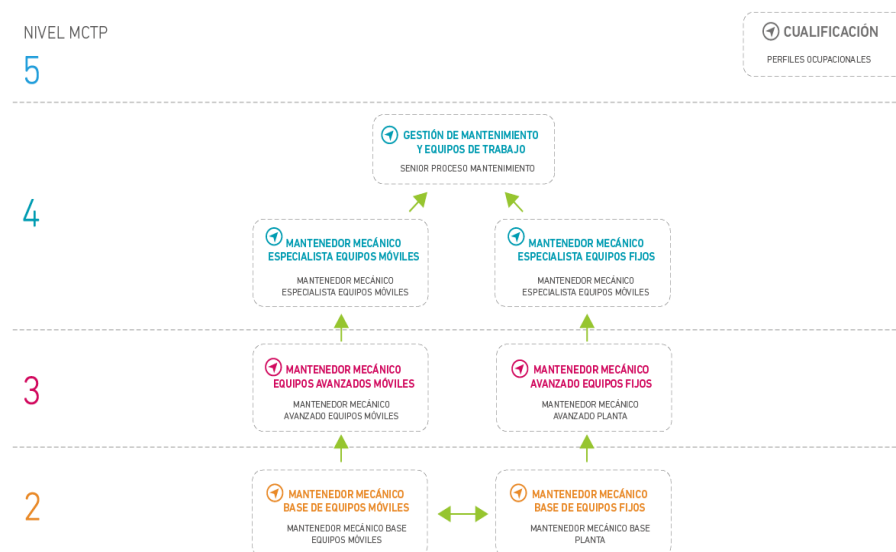 NIVEL MCTP
CUALIFICACIÓN
PERFILES OCUPACIONALES
5
GESTIÓN DE MANTENIMIENTO
Y EQUIPOS DE TRABAJO
SENIOR PROCESO MANTENIMIENTO
4
MANTENEDOR MECÁNICO
ESPECIALISTA EQUIPOS MÓVILES
MANTENEDOR MECÁNICO
ESPECIALISTA EQUIPOS MÓVILES
MANTENEDOR MECÁNICO
ESPECIALISTA EQUIPOS FIJOS
MANTENEDOR MECÁNICO
ESPECIALISTA EQUIPOS MÓVILES
3
MANTENEDOR MECÁNICO
EQUIPOS AVANZADOS MÓVILES
MANTENEDOR MECÁNICO
AVANZADO EQUIPOS MÓVILES
MANTENEDOR MECÁNICO
AVANZADO EQUIPOS FIJOS
MANTENEDOR MECÁNICO
AVANZADO PLANTA
2
MANTENEDOR MECÁNICO
BASE DE EQUIPOS MÓVILES
MANTENEDOR MECÁNICO BASE
EQUIPOS MÓVILES
MANTENEDOR MECÁNICO
BASE DE EQUIPOS FIJOS
MANTENEDOR MECÁNICO BASE
PLANTA